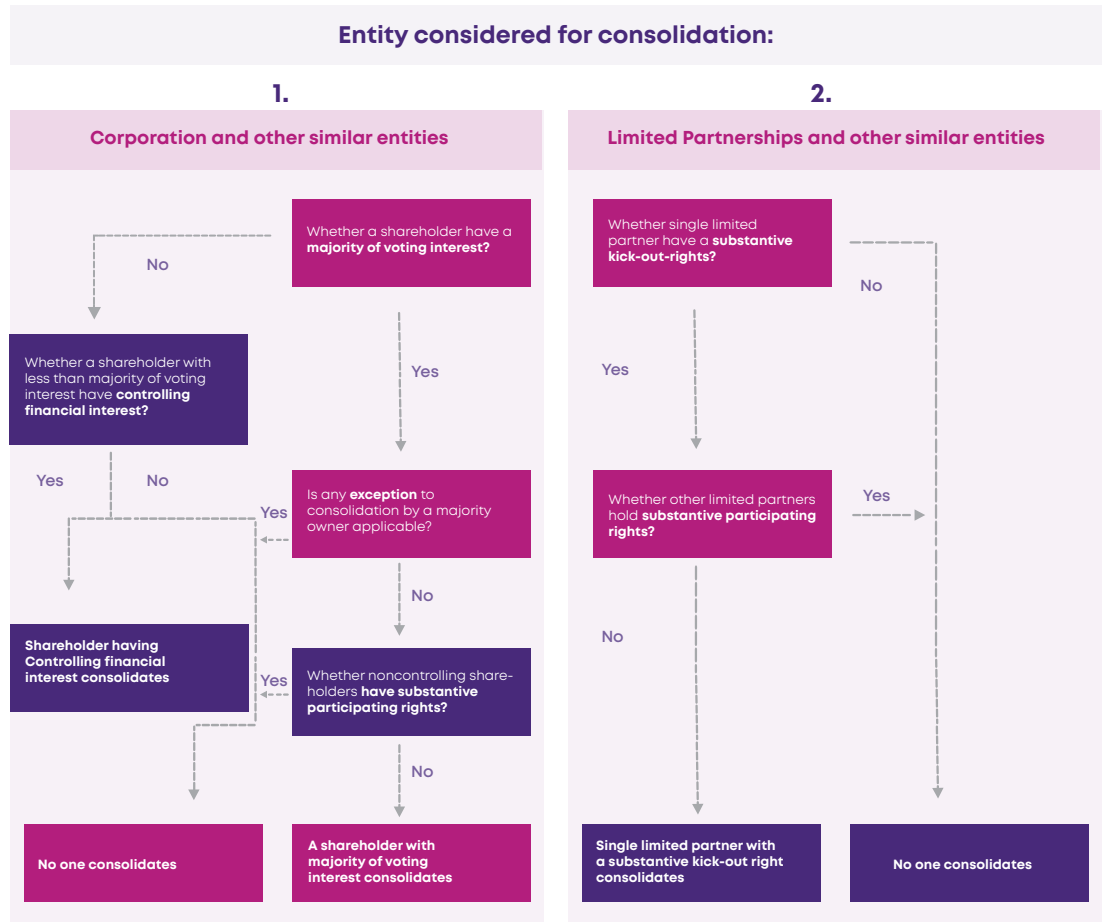 Entity considered for consolidation:
1.
Corporation and other similar entities
Whether a shareholder have a
majority of voting interest?
No
Whether a shareholder with
less than majority of voting
interest have controlling
financial interest?
Yes
Yes
No
Is any exception to
consolidation by a majority
owner applicable?
Yes
No
Shareholder having
Controlling financial
interest consolidates
Whether noncontrolling share-
holders have substantive
participating rights?
Yes
No
No one consolidates
A shareholder with
majority of voting
interest consolidates
2.
Limited Partnerships and other similar entities
Whether single limited
partner have a substantive
kick-out-rights?
No
Yes
Whether other limited partners
hold substantive participating
rights?
Yes
No
Single limited partner with
a substantive kick-out right
consolidates
No one consolidates